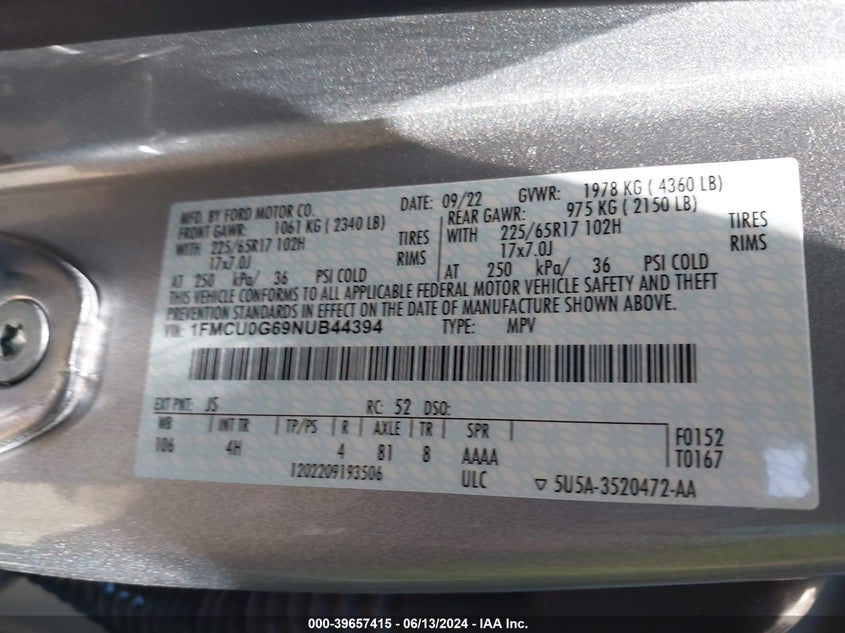 MFD. BY FORD MOTOR CO.
DATE: 09/22 GVWR: 1978 KG ( 4360 LB)
FRONT GAWR: 1061 KG ( 2340 LB)
REAR GAWR: 975 KG ( 2150 LB)
WITH 225/65R17 102H TIRES
WITH 225/65R17 102H TIRES
17x7.0J RIMS
17x7.0J RIMS
AT 250 kPa/ 36 PSI COLD
AT 250 kPa/ 36 PSI COLD
THIS VEHICLE CONFORMS TO ALL APPLICABLE FEDERAL MOTOR VEHICLE SAFETY AND THEFT
PREVENTION STANDARDS IN EFFECT ON THE DATE OF MANUFACTURE SHOWN ABOVE.
VIN: 1FMCU0G69NUB44394 TYPE: MPV
EXT PNT: JS RC: 52 DSO:
WB INT TR TP/PS R AXLE TR SPR
106 4H 4 81 8 AAAA
F0152
T0167
1202209193506 ULC ▽ 5U5A-3520472-AA
000-39657415 - 06/13/2024 - IAA Inc.